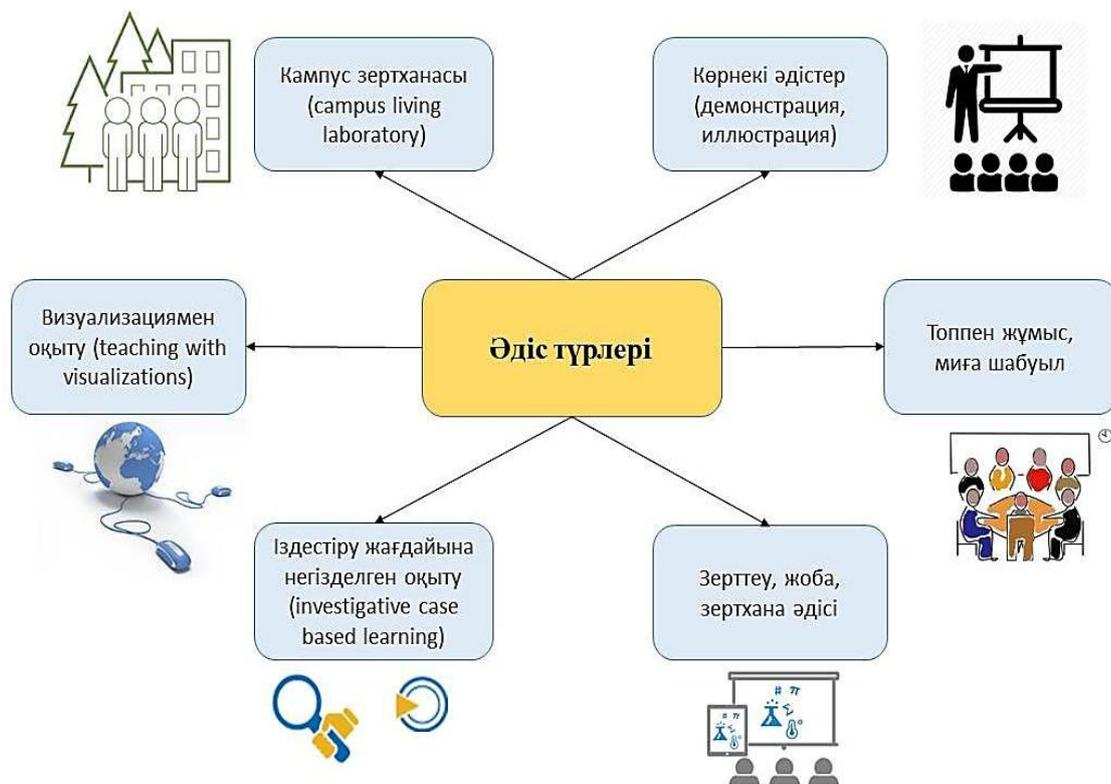 Кампус зертханасы
(campus living
laboratory)
Көрнекі әдістер
(демонстрация,
иллюстрация)
Визуализациямен
оқыту (teaching with
visualizations)
Әдіс түрлері
Топпен жұмыс,
миға шабуыл
Іздестіру жағдайына
негізделген оқыту
(investigative case
based learning)
Зерттеу, жоба,
зертхана әдісі
# π
Σ
# π
Σ